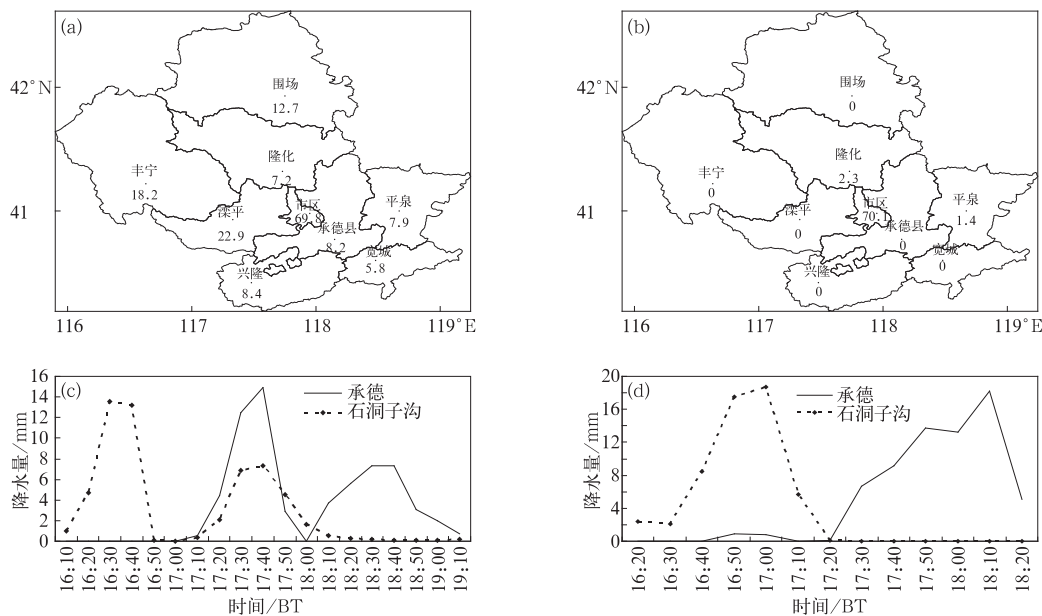 (a)
42°N
41
116
117
118
119°E
围场
12.7
隆化
7.2
丰宁
18.2
滦平
22.9
市区
69.8
承德县
8.2
平泉
7.9
宽城
5.8
兴隆
8.4
(b)
42°N
41
116
117
118
119°E
围场
0
隆化
2.3
丰宁
0
滦平
0
市区
70.1
承德县
0
平泉
1.4
宽城
0
兴隆
0
(c)
承德
石洞子沟
降水量/mm
16
14
12
10
8
6
4
2
0
16:10
16:20
16:30
16:40
16:50
17:00
17:10
17:20
17:30
17:40
17:50
18:00
18:10
18:20
18:30
18:40
18:50
19:00
19:10
时间/BT
(d)
承德
石洞子沟
降水量/mm
20
16
12
8
4
0
16:20
16:30
16:40
16:50
17:00
17:10
17:20
17:30
17:40
17:50
18:00
18:10
18:20
时间/BT